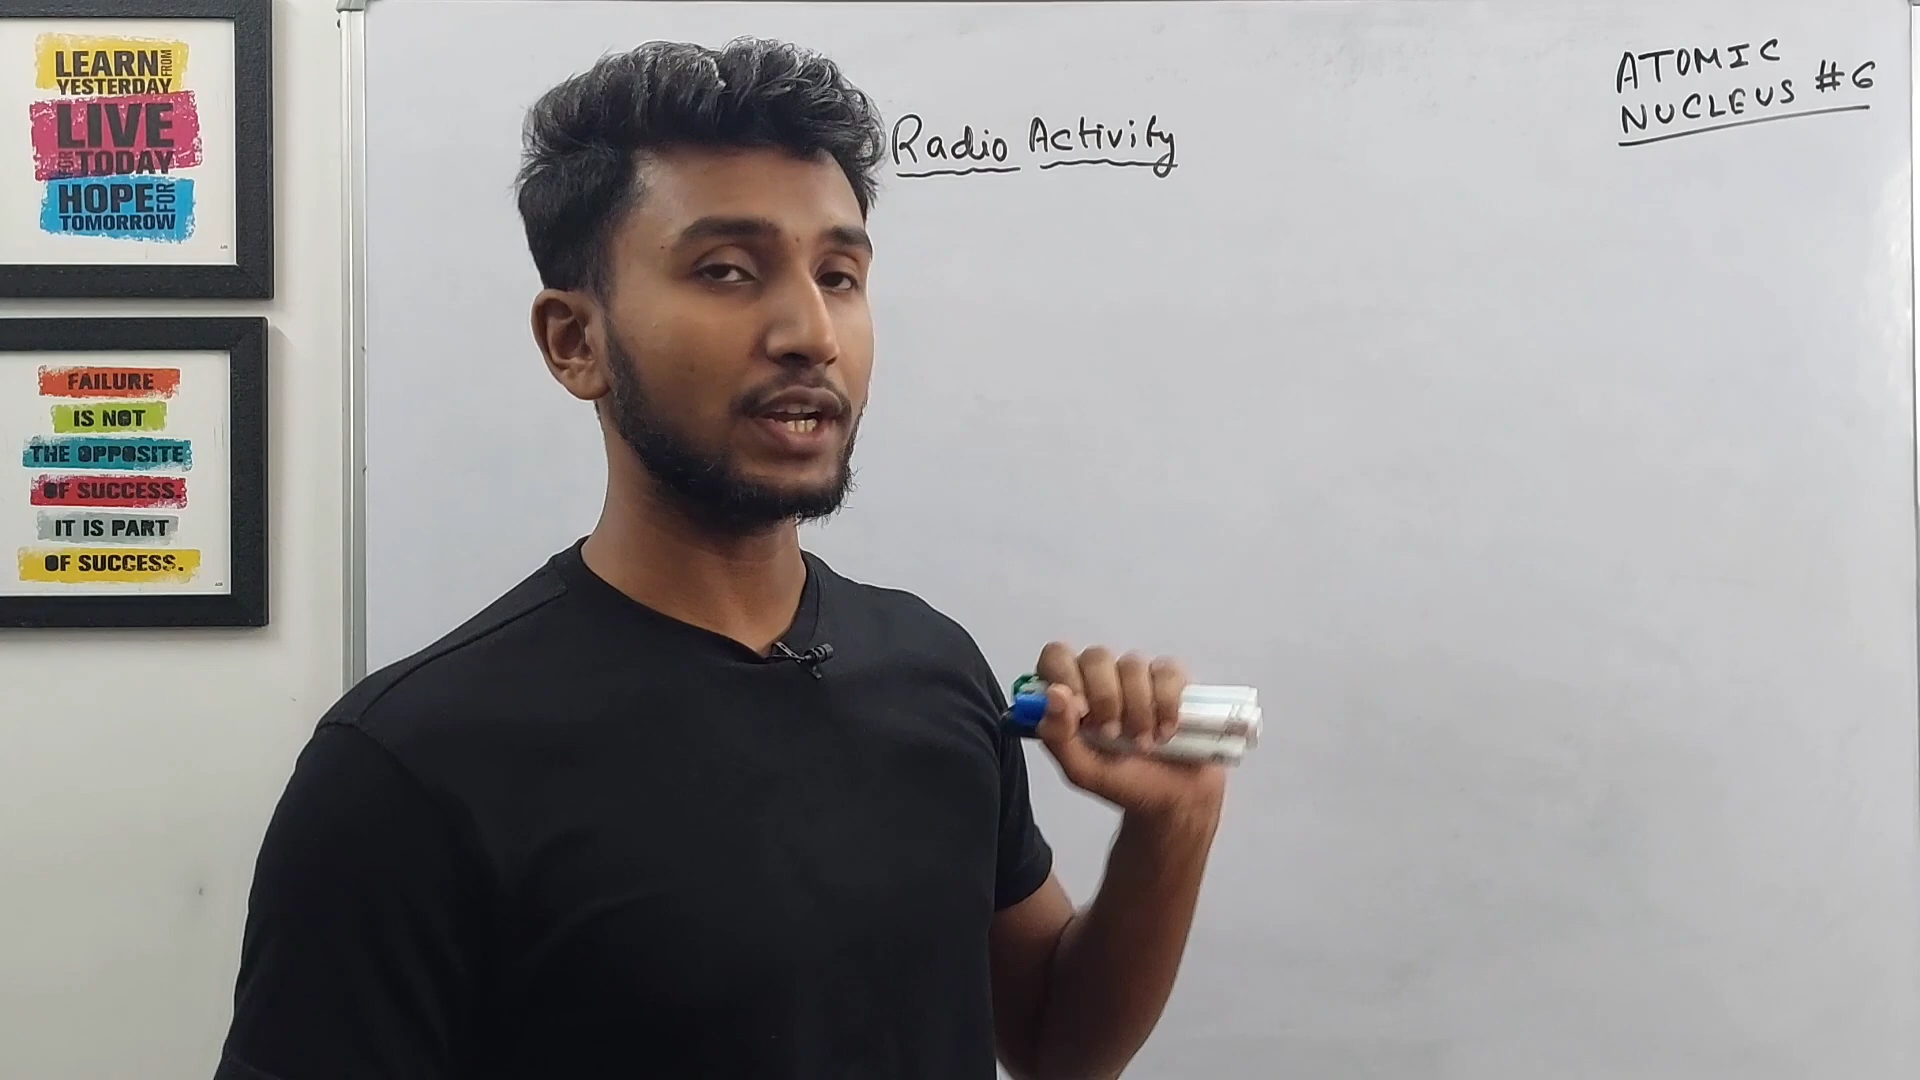 LEARN FROM
YESTERDAY
LIVE
FOR TODAY
HOPE FOR
TOMORROW
FAILURE
IS NOT
THE OPPOSITE
OF SUCCESS.
IT IS PART
OF SUCCESS.
Radio Activity
ATOMIC
NUCLEUS #6